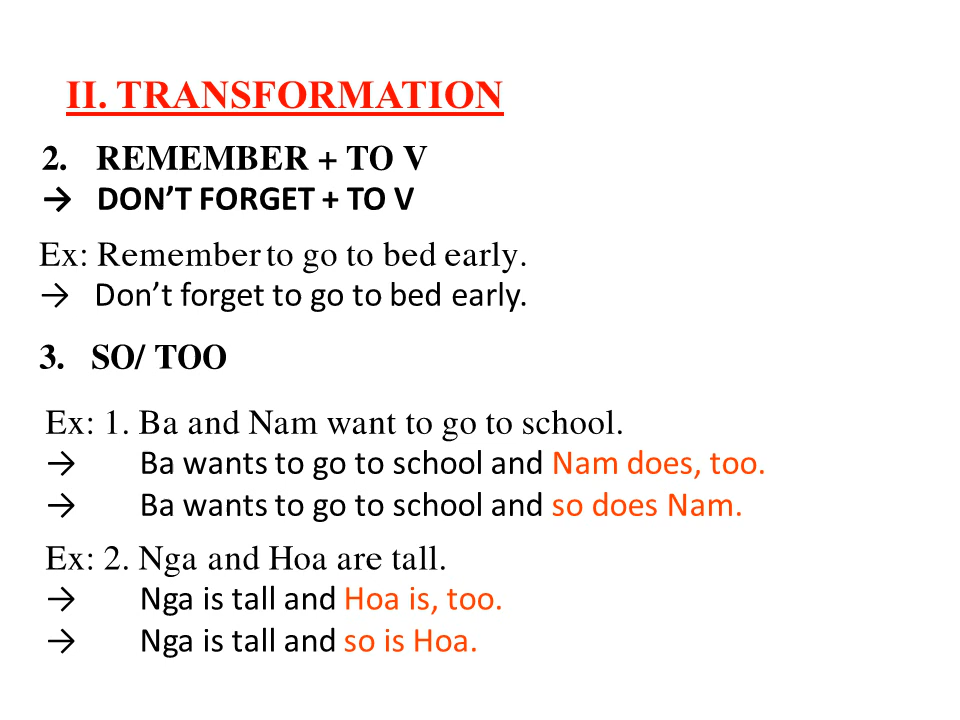 II. TRANSFORMATION
2. REMEMBER + TO V
→ DON’T FORGET + TO V
Ex: Remember to go to bed early.
→ Don’t forget to go to bed early.
3. SO/ TOO
Ex: 1. Ba and Nam want to go to school.
→ Ba wants to go to school and Nam does, too.
→ Ba wants to go to school and so does Nam.
Ex: 2. Nga and Hoa are tall.
→ Nga is tall and Hoa is, too.
→ Nga is tall and so is Hoa.